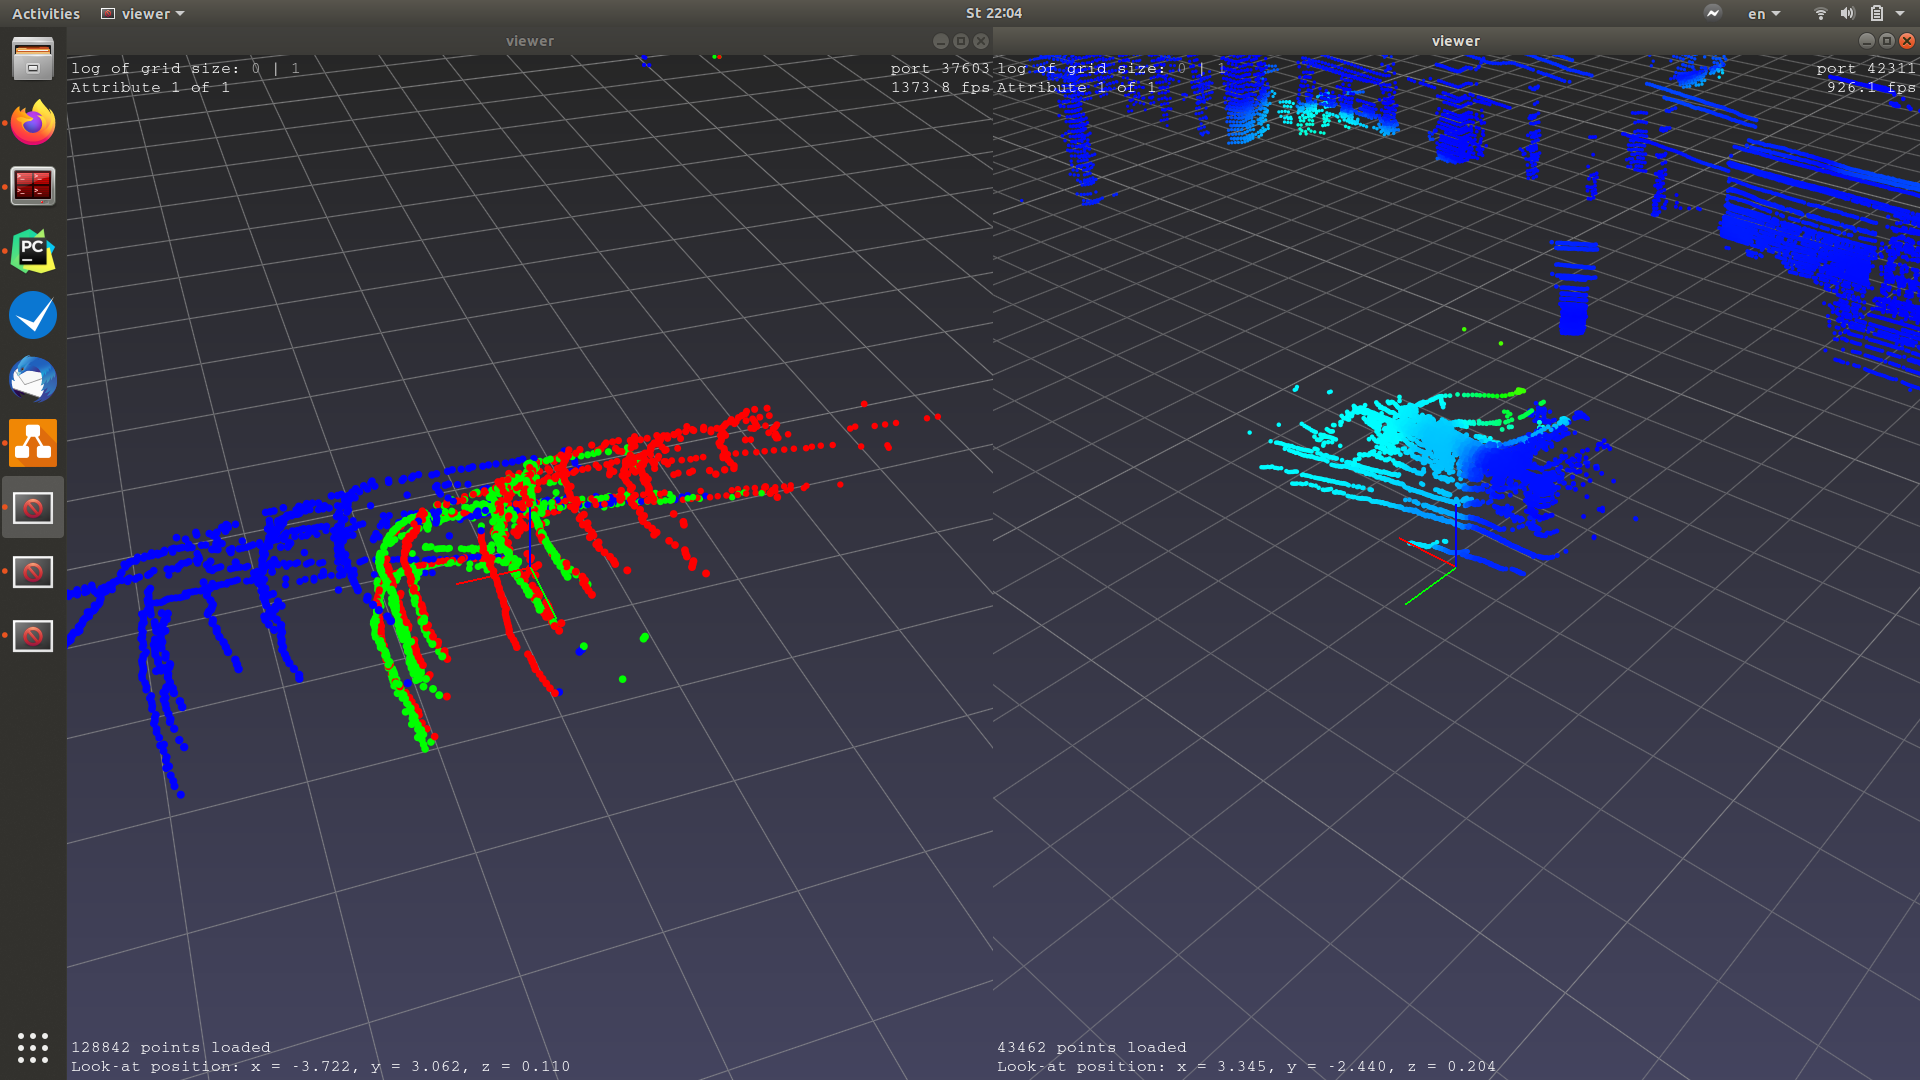 Activities viewer St 22:04 en
viewer
log of grid size: 0 | 1 port 37603
Attribute 1 of 1 1373.8 fps
128842 points loaded
Look-at position: x = -3.722, y = 3.062, z = 0.110
viewer
log of grid size: 0 | 1 port 42311
Attribute 1 of 1 926.1 fps
43462 points loaded
Look-at position: x = 3.345, y = -2.440, z = 0.204
PC